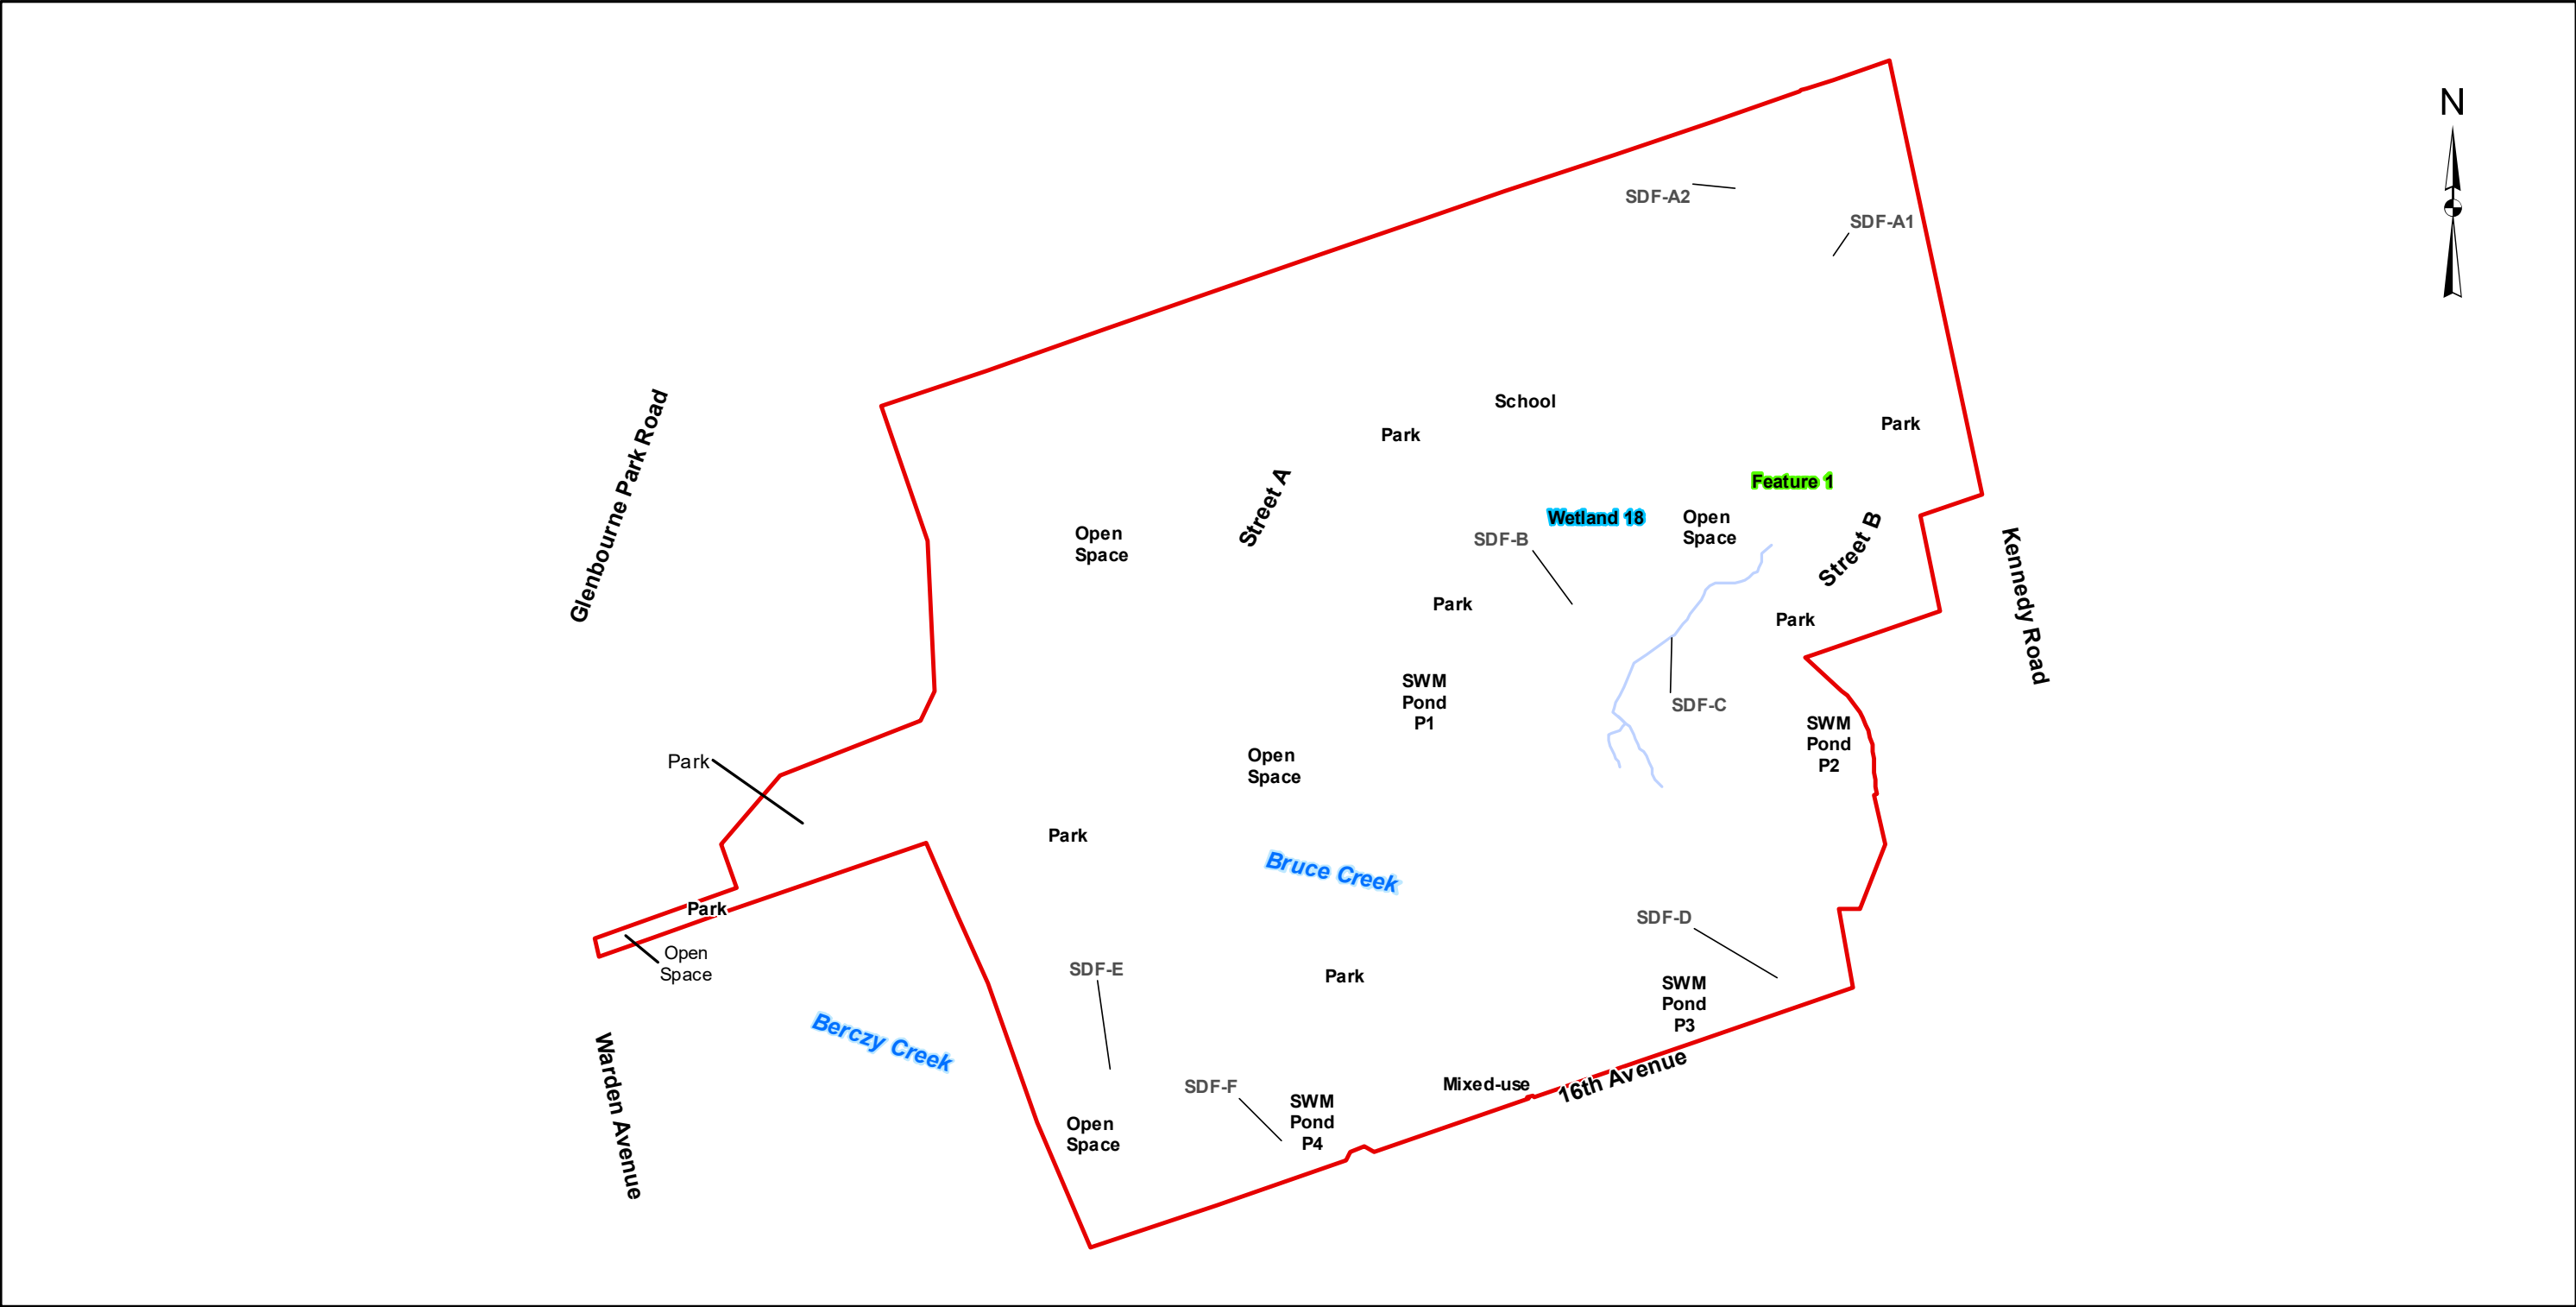 N
SDF-A2
SDF-A1
Glenbourne Park Road
School
Park
Park
Street A
Feature 1
Wetland 18
Open
Space
Street B
Open
Space
SDF-B
Kennedy Road
Park
Park
SWM
Pond
P1
SDF-C
SWM
Pond
P2
Park
Open
Space
Park
Bruce Creek
Park
SDF-D
Open
Space
SDF-E
Park
SWM
Pond
P3
Berczy Creek
Warden Avenue
16th Avenue
Mixed-use
SDF-F
SWM
Pond
P4
Open
Space